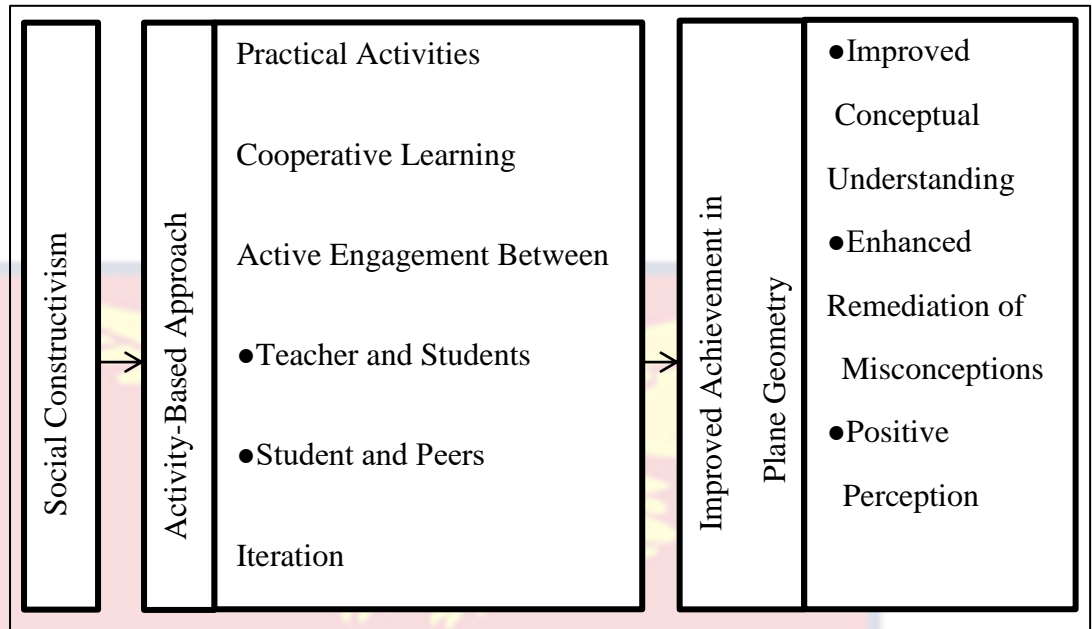 Social Constructivism
Activity-Based Approach
Practical Activities
Cooperative Learning
Active Engagement Between
●Teacher and Students
●Student and Peers
Iteration
Improved Achievement in
Plane Geometry
●Improved
Conceptual
Understanding
●Enhanced
Remediation of
Misconceptions
●Positive
Perception